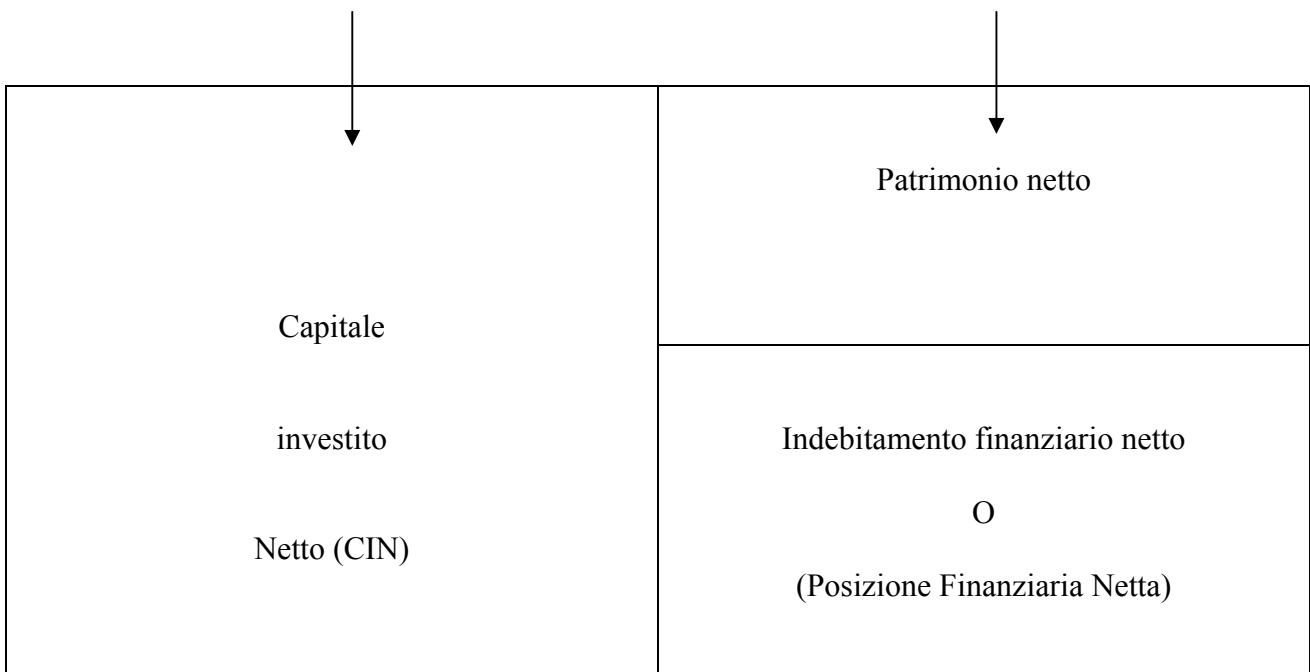 Capitale
investito
Netto (CIN)
Patrimonio netto
Indebitamento finanziario netto
O
(Posizione Finanziaria Netta)